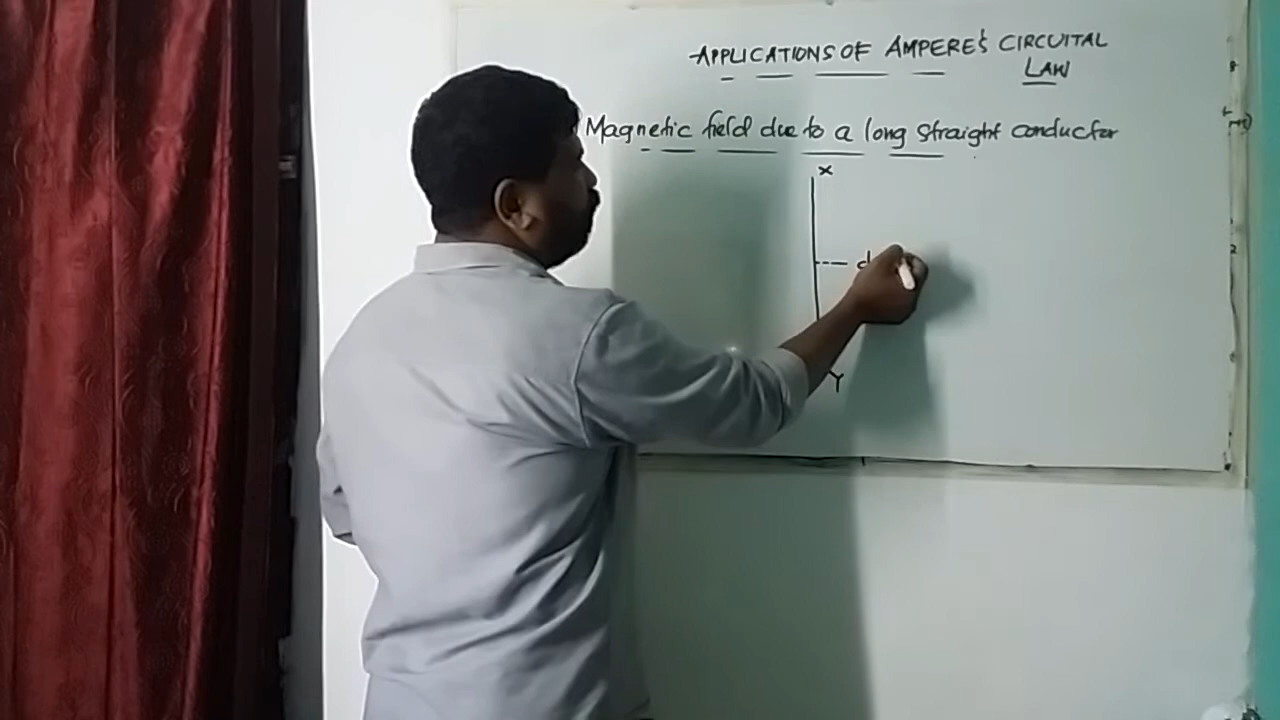 APPLICATIONS OF AMPERE'S CIRCUITAL
LAW
Magnetic field due to a long straight conductor
X
d
Y